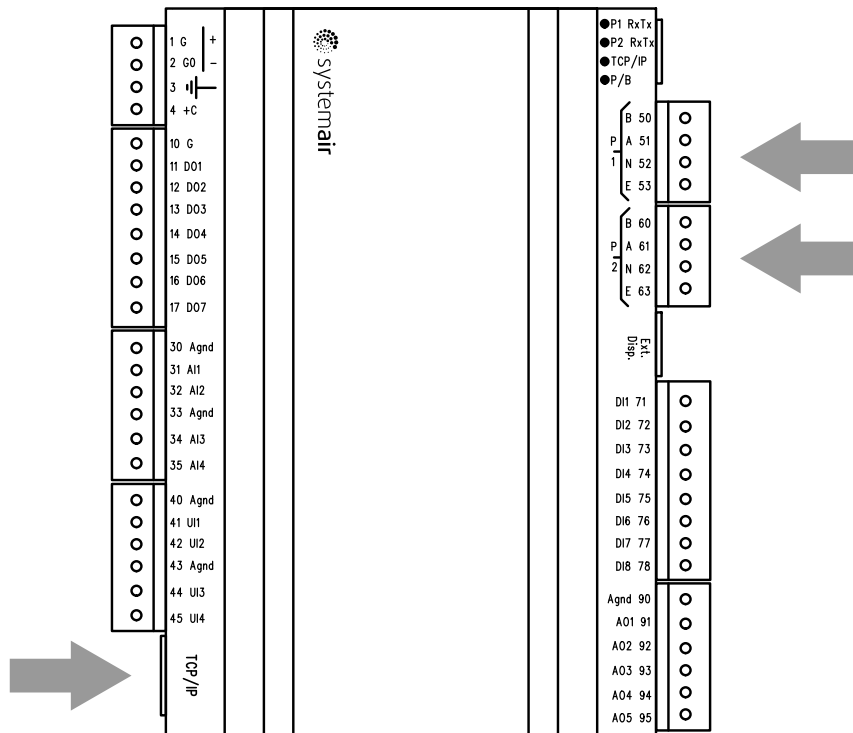 1 G +
2 G0 −
3
4 +C
10 G
11 DO1
12 DO2
13 DO3
14 DO4
15 DO5
16 DO6
17 DO7
30 Agnd
31 AI1
32 AI2
33 Agnd
34 AI3
35 AI4
40 Agnd
41 UI1
42 UI2
43 Agnd
44 UI3
45 UI4
TCP/IP
systemair
P1 RxTx
P2 RxTx
TCP/IP
P/B
P1
B 50
A 51
N 52
E 53
P2
B 60
A 61
N 62
E 63
Ext.
Disp.
DI1 71
DI2 72
DI3 73
DI4 74
DI5 75
DI6 76
DI7 77
DI8 78
Agnd 90
AO1 91
AO2 92
AO3 93
AO4 94
AO5 95